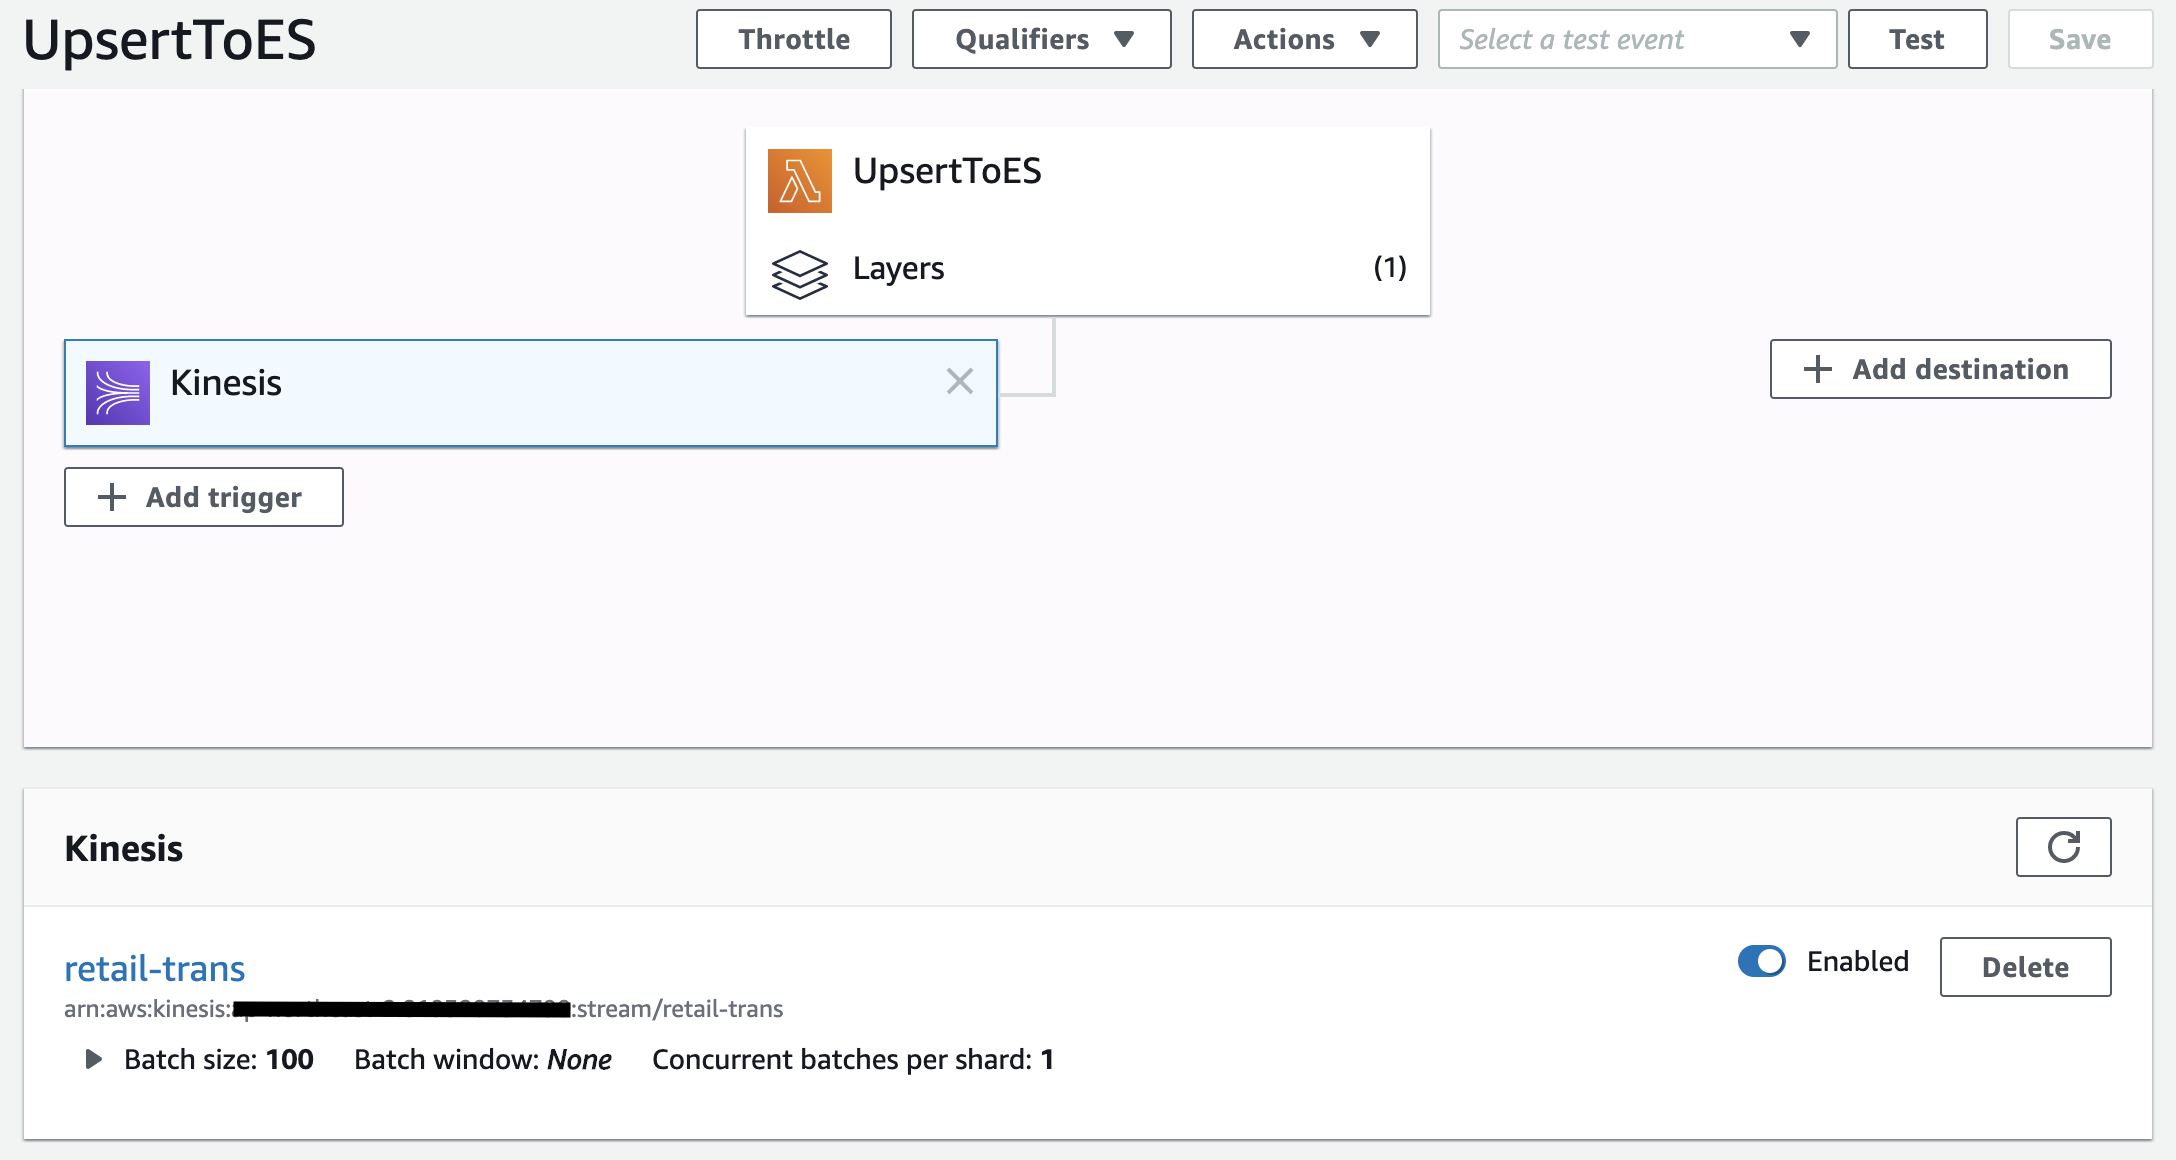 UpsertToES
Throttle
Qualifiers
Actions
Select a test event
Test
Save
UpsertToES
Layers
(1)
Kinesis
Add destination
Add trigger
Kinesis
retail-trans
Enabled
Delete
arn:aws:kinesis: :stream/retail-trans
Batch size: 100 Batch window: None Concurrent batches per shard: 1